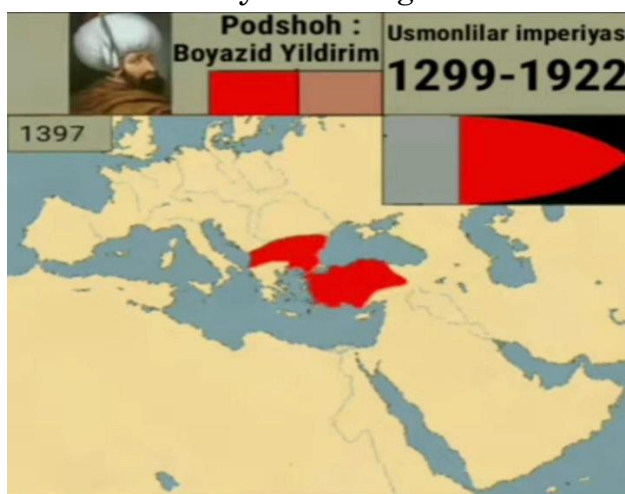 Podshoh :
Boyazid Yildirim
Usmonlilar imperiyas
1299-1922
1397